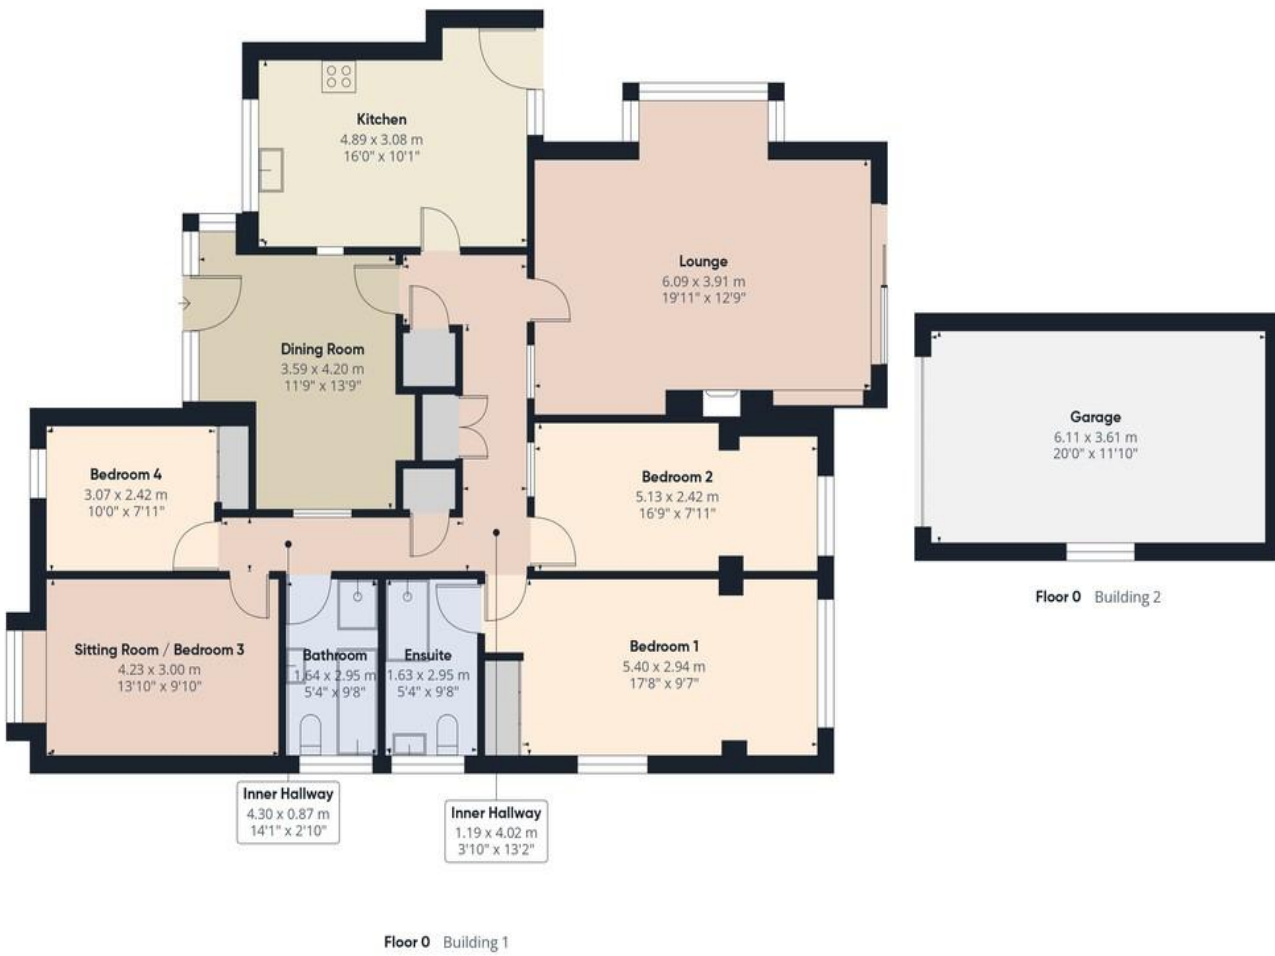 Kitchen
4.89 x 3.08 m
16'0" x 10'1"
Lounge
6.09 x 3.91 m
19'11" x 12'9"
Dining Room
3.59 x 4.20 m
11'9" x 13'9"
Garage
6.11 x 3.61 m
20'0" x 11'10"
Bedroom 4
3.07 x 2.42 m
10'0" x 7'11"
Bedroom 2
5.13 x 2.42 m
16'9" x 7'11"
Floor 0 Building 2
Sitting Room / Bedroom 3
4.23 x 3.00 m
13'10" x 9'10"
Bathroom
1.64 x 2.95 m
5'4" x 9'8"
Ensuite
1.63 x 2.95 m
5'4" x 9'8"
Bedroom 1
5.40 x 2.94 m
17'8" x 9'7"
Inner Hallway
4.30 x 0.87 m
14'1" x 2'10"
Inner Hallway
1.19 x 4.02 m
3'10" x 13'2"
Floor 0 Building 1